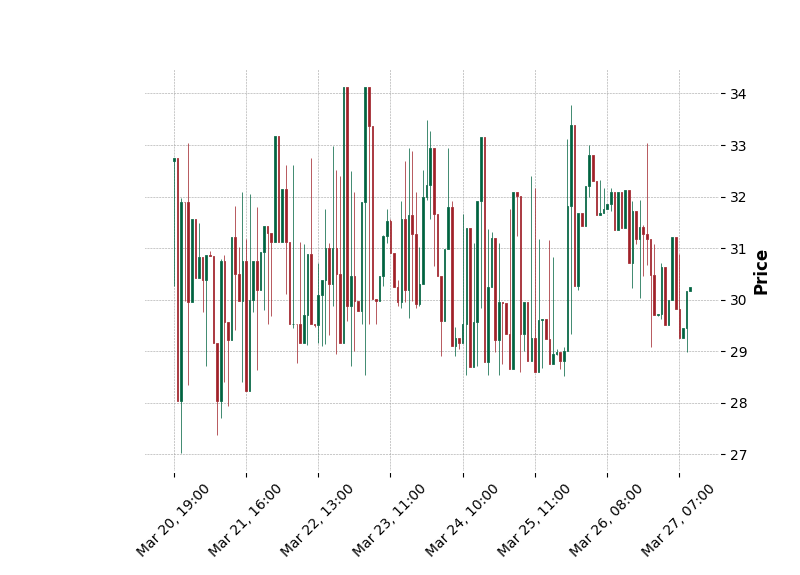 34
33
32
31
30
29
28
27
Price
Mar 20, 19:00
Mar 21, 16:00
Mar 22, 13:00
Mar 23, 11:00
Mar 24, 10:00
Mar 25, 11:00
Mar 26, 08:00
Mar 27, 07:00